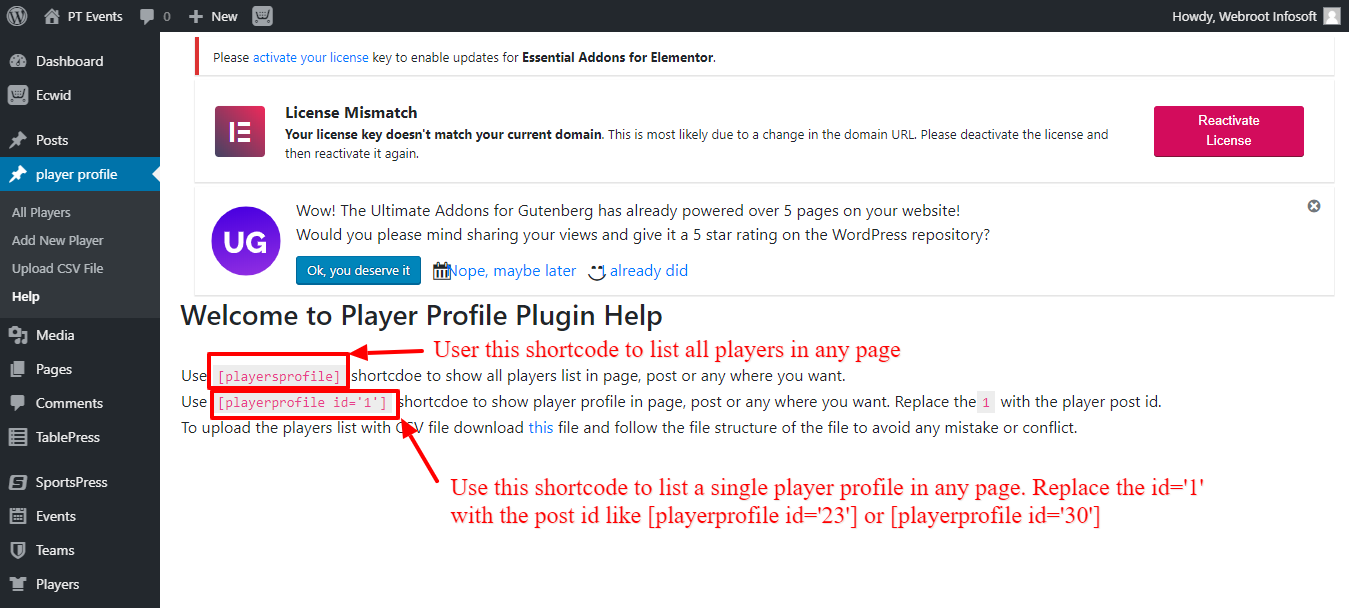 PT Events 0 New Howdy, Webroot Infosoft
Dashboard
Ecwid
Posts
player profile
All Players
Add New Player
Upload CSV File
Help
Media
Pages
Comments
TablePress
SportsPress
Events
Teams
Players
Please activate your license key to enable updates for Essential Addons for Elementor.
License Mismatch
Your license key doesn't match your current domain. This is most likely due to a change in the domain URL. Please deactivate the license and
then reactivate it again.
Reactivate
License
UG
Wow! The Ultimate Addons for Gutenberg has already powered over 5 pages on your website!
Would you please mind sharing your views and give it a 5 star rating on the WordPress repository?
Ok, you deserve it Nope, maybe later already did
Welcome to Player Profile Plugin Help
User this shortcode to list all players in any page
Use [playersprofile] shortcdoe to show all players list in page, post or any where you want.
Use [playerprofile id='1'] shortcdoe to show player profile in page, post or any where you want. Replace the 1 with the player post id.
To upload the players list with CSV file download this file and follow the file structure of the file to avoid any mistake or conflict.
Use this shortcode to list a single player profile in any page. Replace the id='1'
with the post id like [playerprofile id='23'] or [playerprofile id='30']